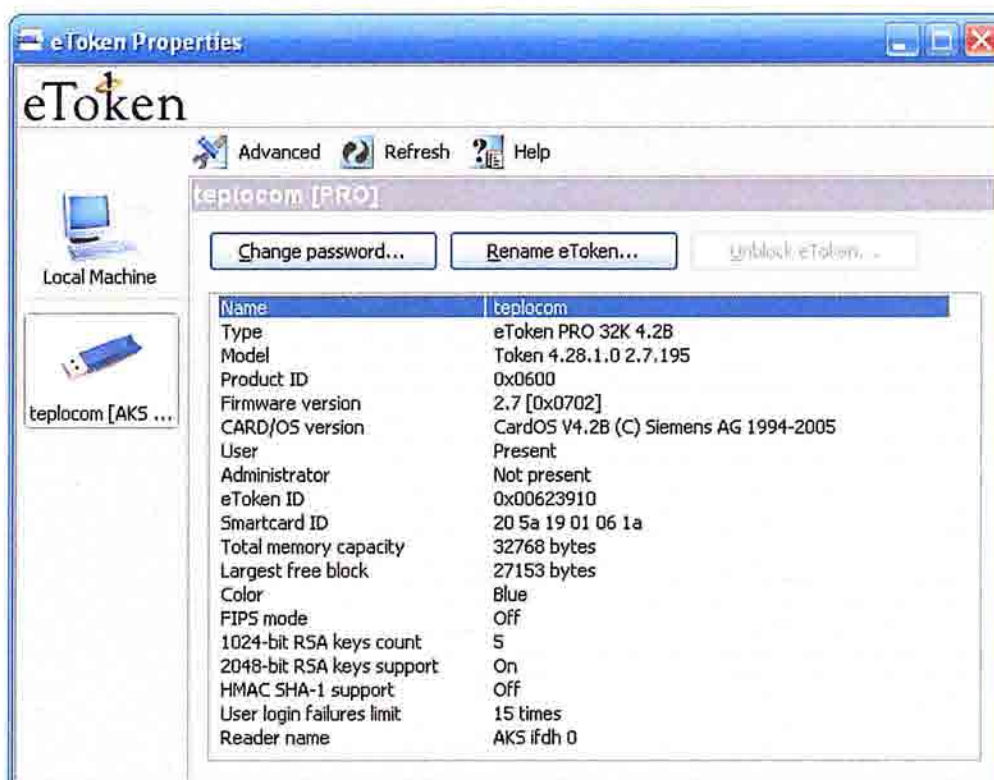 eToken Properties
eToken
Advanced Refresh Help
teplocom [PRO]
Change password... Rename eToken... Unblock eToken...
Local Machine
teplocom [AKS ...
Name teplocom
Type eToken PRO 32K 4.2B
Model Token 4.28.1.0 2.7.195
Product ID 0x0600
Firmware version 2.7 [0x0702]
CARD/OS version CardOS V4.2B (C) Siemens AG 1994-2005
User Present
Administrator Not present
eToken ID 0x00623910
Smartcard ID 20 5a 19 01 06 1a
Total memory capacity 32768 bytes
Largest free block 27153 bytes
Color Blue
FIPS mode Off
1024-bit RSA keys count 5
2048-bit RSA keys support On
HMAC SHA-1 support Off
User login failures limit 15 times
Reader name AKS ifdh 0